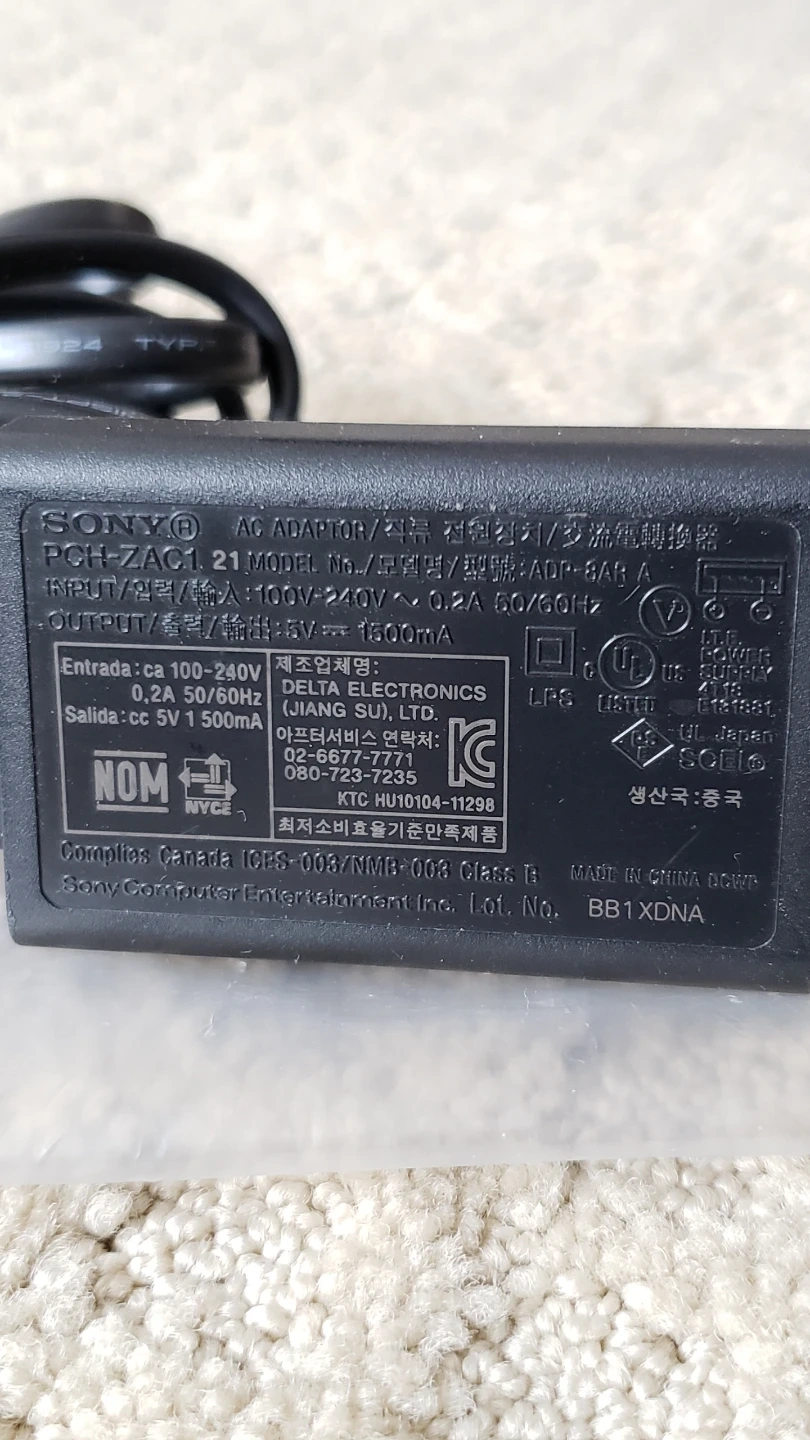 324 TYP.
SONY® AC ADAPTOR/직류 전원장치/交流電轉換器
PCH-ZAC1 21 MODEL No./모델명/型號:ADP-8AR A
INPUT/입력/輸入:100V-240V ~ 0.2A 50/60Hz
OUTPUT/출력/輸出:5V ⎓ 1500mA
Entrada:ca 100-240V
0,2A 50/60Hz
Salida:cc 5V 1 500mA
NOM
NYCE
제조업체명:
DELTA ELECTRONICS
(JIANG SU), LTD.
아프터서비스 연락처:
02-6677-7771
080-723-7235
KTC HU10104-11298
최저소비효율기준만족제품
V
LPS
C UL US
LISTED
I.T.E.
POWER
SUPPLY
E131881
PS
E
UL Japan
SCEI
생산국:중국
Complies Canada ICES-003/NMB-003 Class B
MADE IN CHINA DCWP
Sony Computer Entertainment Inc. Lot. No. BB1XDNA